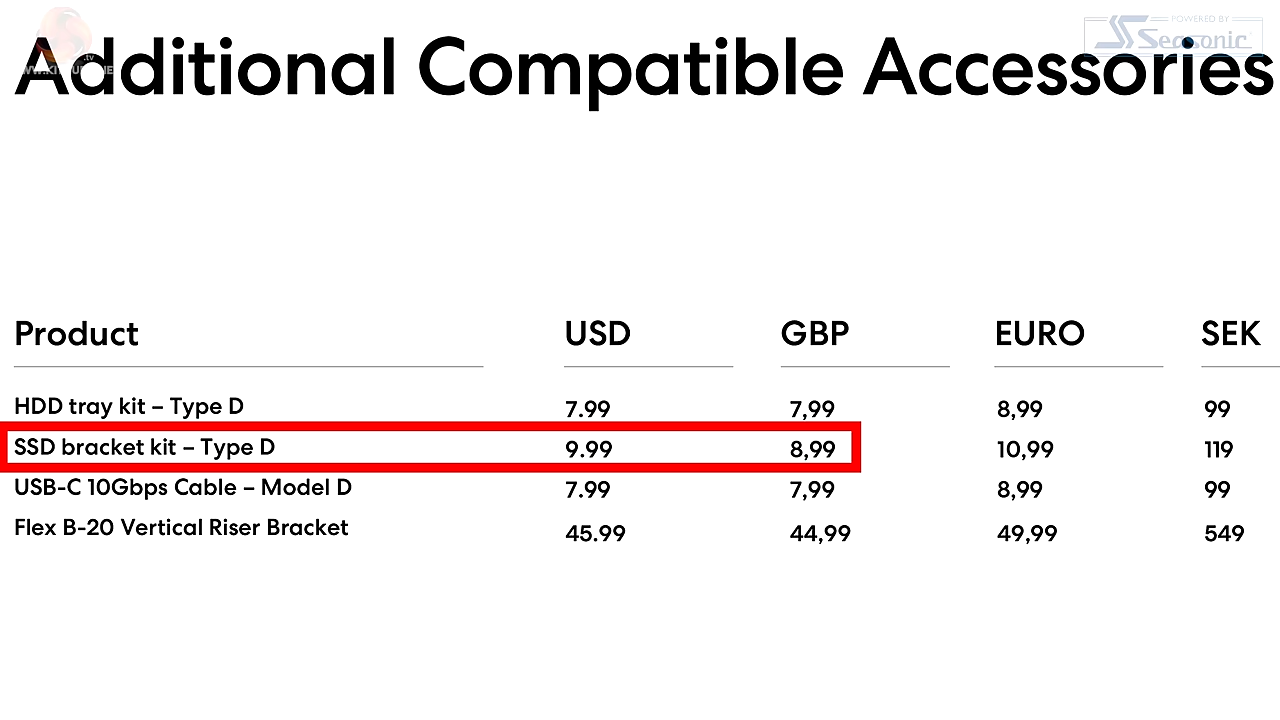 POWERED BY
Seasonic
Additional Compatible Accessories
Product USD GBP EURO SEK
HDD tray kit – Type D 7.99 7,99 8,99 99
SSD bracket kit – Type D 9.99 8,99 10,99 119
USB-C 10Gbps Cable – Model D 7.99 7,99 8,99 99
Flex B-20 Vertical Riser Bracket 45.99 44,99 49,99 549